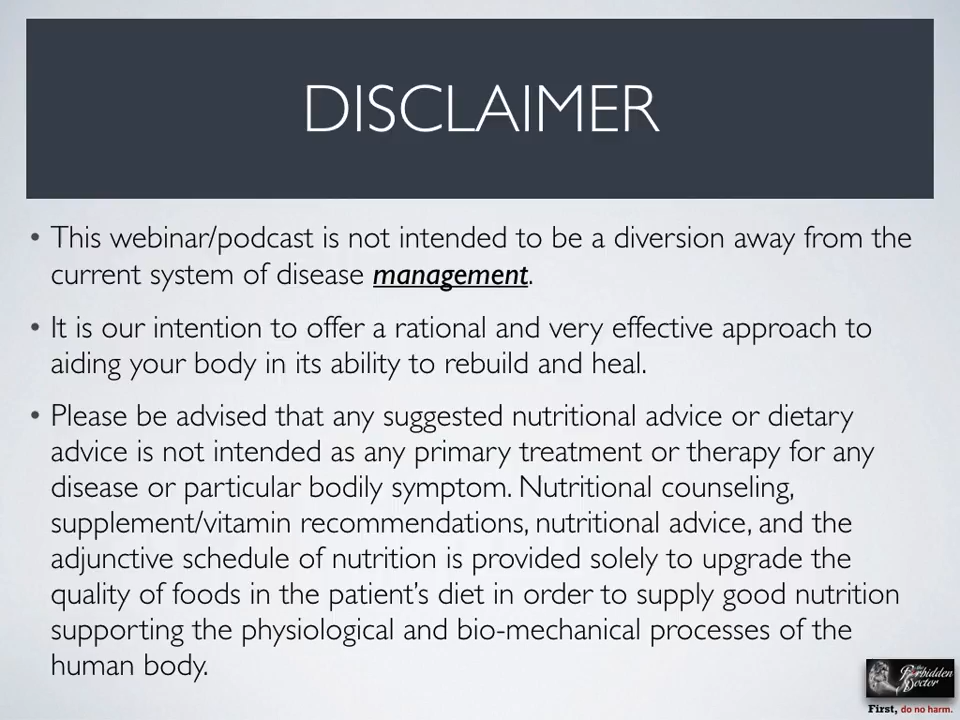 DISCLAIMER
• This webinar/podcast is not intended to be a diversion away from the
current system of disease management.
• It is our intention to offer a rational and very effective approach to
aiding your body in its ability to rebuild and heal.
• Please be advised that any suggested nutritional advice or dietary
advice is not intended as any primary treatment or therapy for any
disease or particular bodily symptom. Nutritional counseling,
supplement/vitamin recommendations, nutritional advice, and the
adjunctive schedule of nutrition is provided solely to upgrade the
quality of foods in the patient's diet in order to supply good nutrition
supporting the physiological and bio-mechanical processes of the
human body.
the
Forbidden
Doctor
First, do no harm.